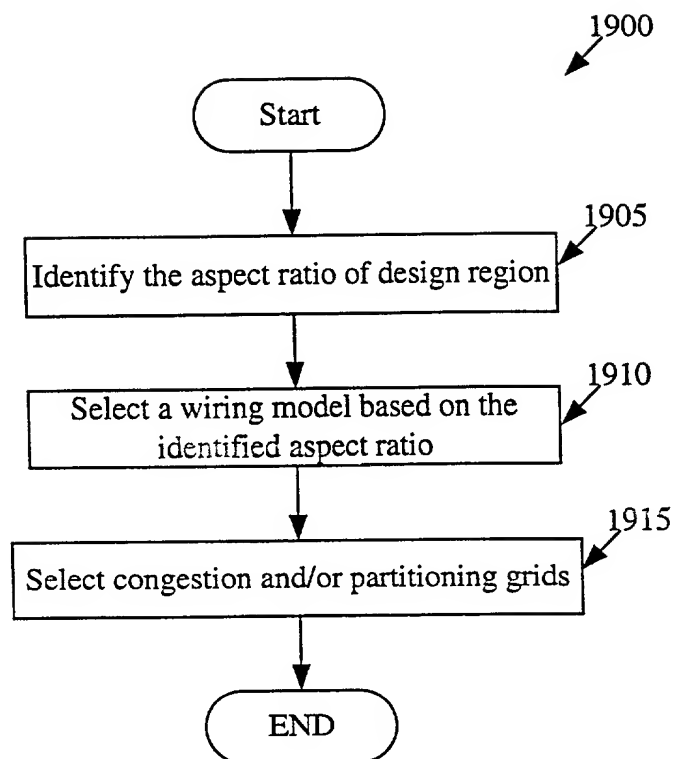 1900
Start
1905
Identify the aspect ratio of design region
1910
Select a wiring model based on the
identified aspect ratio
1915
Select congestion and/or partitioning grids
END